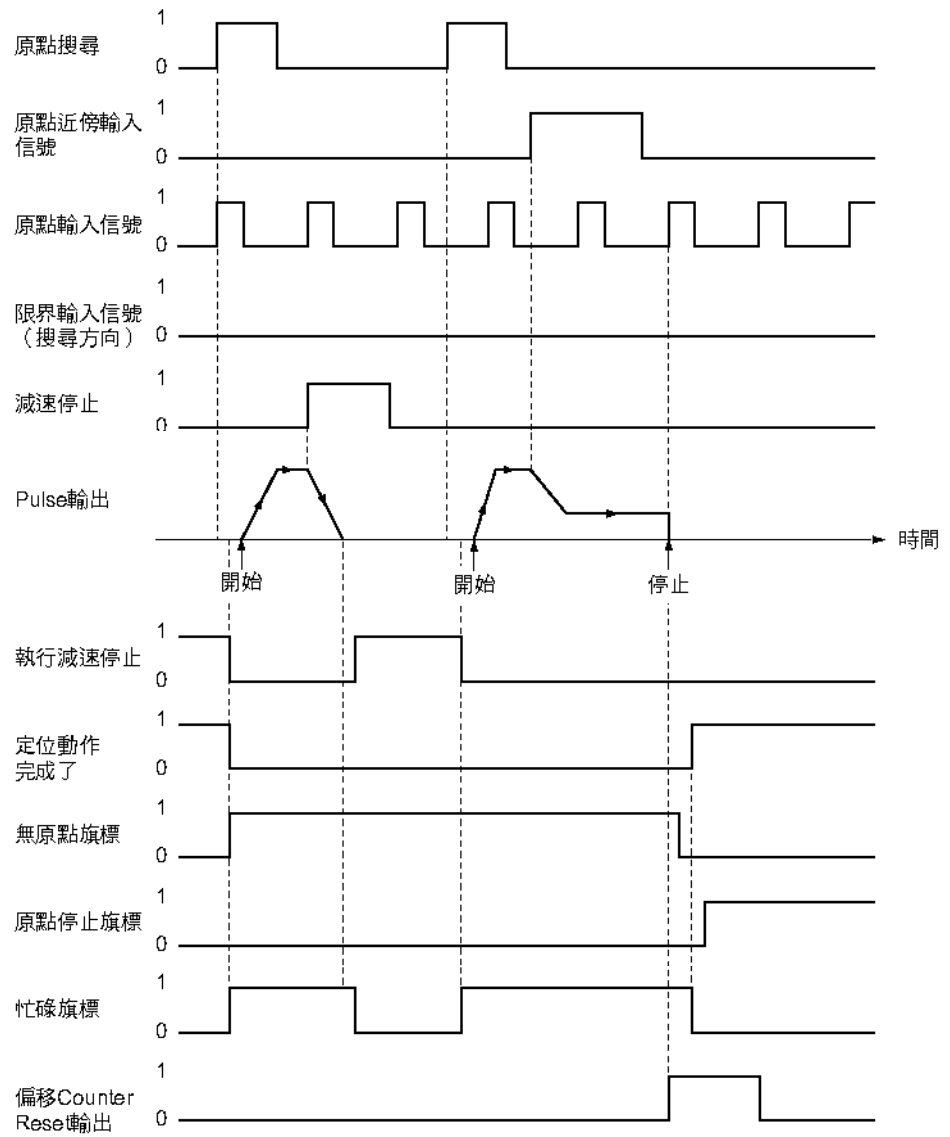 1
原點搜尋
0
1
原點近傍輸入
信號
0
1
原點輸入信號
0
1
限界輸入信號
（搜尋方向）
0
1
減速停止
0
Pulse輸出
時間
開始
開始
停止
1
執行減速停止
0
1
定位動作
完成了
0
1
無原點旗標
0
1
原點停止旗標
0
1
忙碌旗標
0
1
偏移Counter
Reset輸出
0